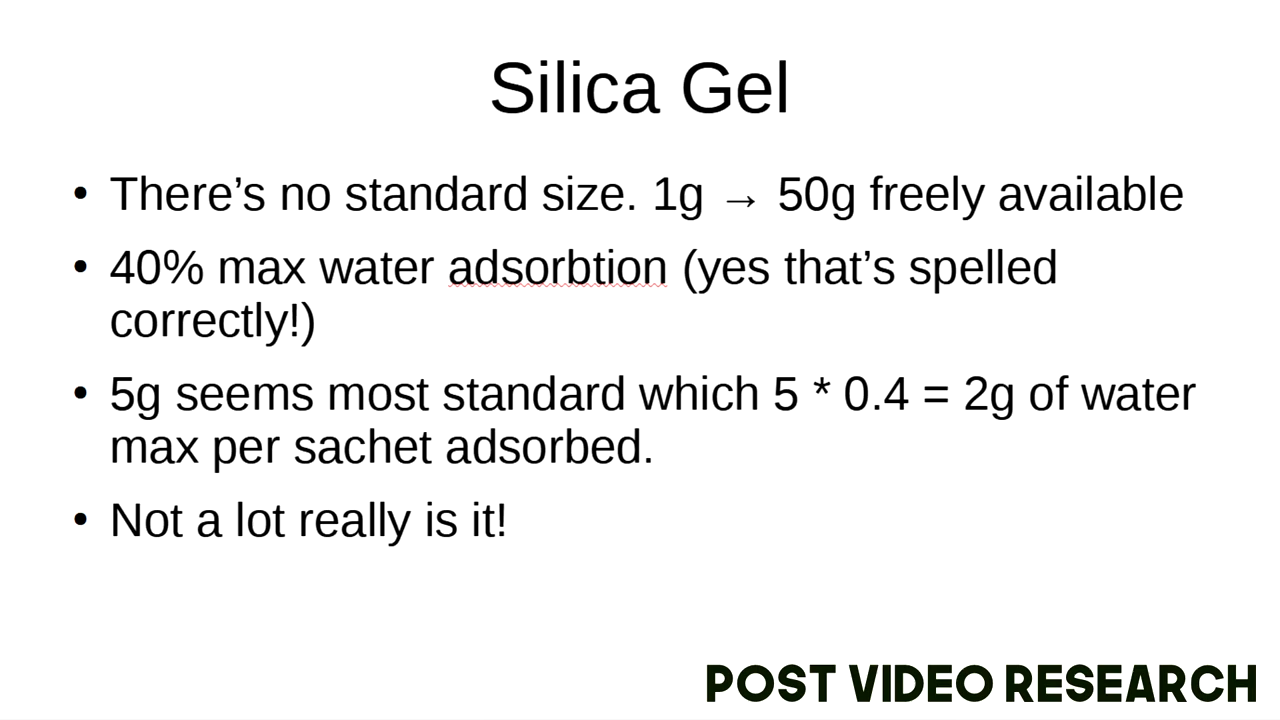 Silica Gel
• There’s no standard size. 1g → 50g freely available
• 40% max water adsorbtion (yes that’s spelled
correctly!)
• 5g seems most standard which 5 * 0.4 = 2g of water
max per sachet adsorbed.
• Not a lot really is it!
POST VIDEO RESEARCH